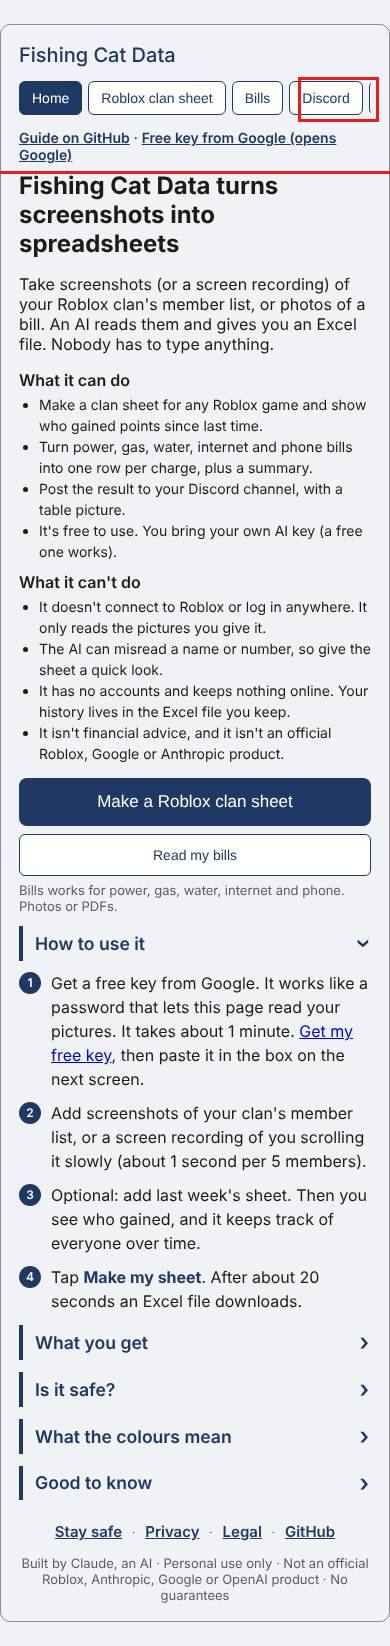 Fishing Cat Data
Home
Roblox clan sheet
Bills
Discord
Guide on GitHub · Free key from Google (opens
Google)
Fishing Cat Data turns
screenshots into
spreadsheets
Take screenshots (or a screen recording) of
your Roblox clan's member list, or photos of a
bill. An AI reads them and gives you an Excel
file. Nobody has to type anything.
What it can do
• Make a clan sheet for any Roblox game and show
who gained points since last time.
• Turn power, gas, water, internet and phone bills
into one row per charge, plus a summary.
• Post the result to your Discord channel, with a
table picture.
• It's free to use. You bring your own AI key (a free
one works).
What it can't do
• It doesn't connect to Roblox or log in anywhere. It
only reads the pictures you give it.
• The AI can misread a name or number, so give the
sheet a quick look.
• It has no accounts and keeps nothing online. Your
history lives in the Excel file you keep.
• It isn't financial advice, and it isn't an official
Roblox, Google or Anthropic product.
Make a Roblox clan sheet
Read my bills
Bills works for power, gas, water, internet and phone.
Photos or PDFs.
How to use it
1 Get a free key from Google. It works like a
password that lets this page read your
pictures. It takes about 1 minute. Get my
free key, then paste it in the box on the
next screen.
2 Add screenshots of your clan's member
list, or a screen recording of you scrolling
it slowly (about 1 second per 5 members).
3 Optional: add last week's sheet. Then you
see who gained, and it keeps track of
everyone over time.
4 Tap Make my sheet. After about 20
seconds an Excel file downloads.
What you get
Is it safe?
What the colours mean
Good to know
Stay safe · Privacy · Legal · GitHub
Built by Claude, an AI · Personal use only · Not an official
Roblox, Anthropic, Google or OpenAI product · No
guarantees